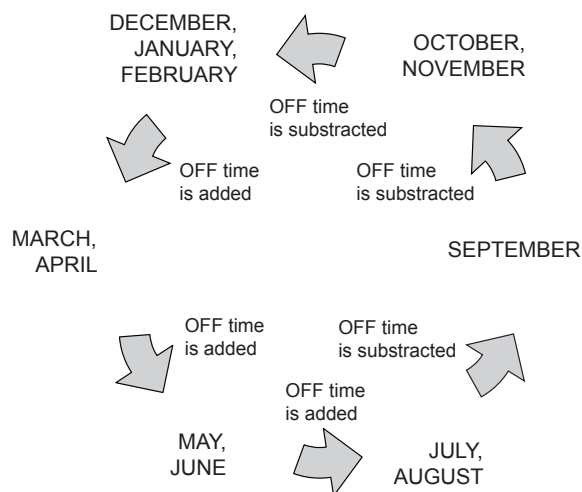 DECEMBER,
JANUARY,
FEBRUARY
OCTOBER,
NOVEMBER
OFF time
is substracted
OFF time
is added
OFF time
is substracted
MARCH,
APRIL
SEPTEMBER
OFF time
is added
OFF time
is substracted
OFF time
is added
MAY,
JUNE
JULY,
AUGUST